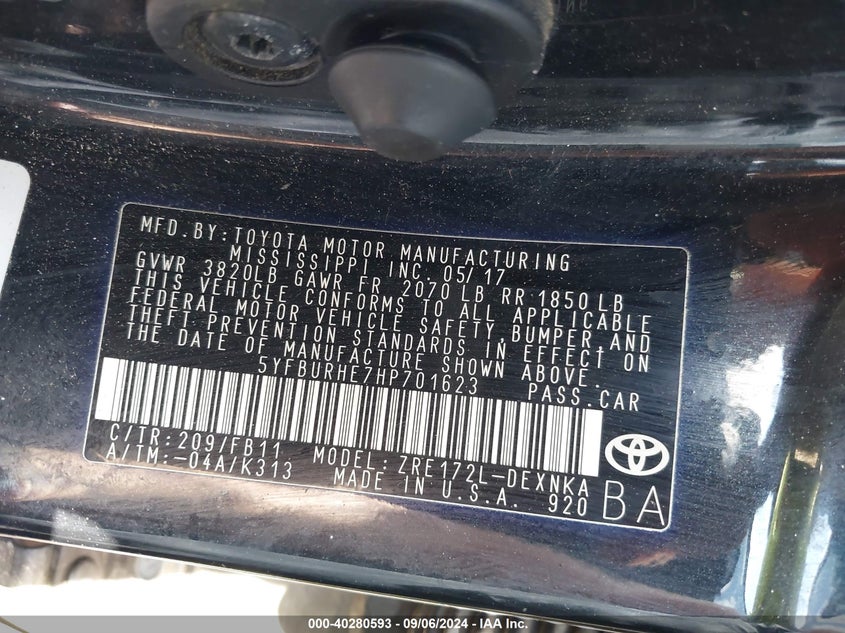 MFD.BY:TOYOTA MOTOR MANUFACTURING
MISSISSIPPI INC. 05/17
GVWR 3820LB GAWR FR 2070 LB RR 1850 LB
THIS VEHICLE CONFORMS TO ALL APPLICABLE
FEDERAL MOTOR VEHICLE SAFETY,BUMPER,AND
THEFT PREVENTION STANDARDS IN EFFECT ON
THE DATE OF MANUFACTURE SHOWN ABOVE.
5YFBURHE7HP701623 PASS.CAR
C/TR:209/FB11 MODEL:ZRE172L-DEXNKA
A/TM:-04A/K313 MADE IN U.S.A. 920
BA
000-40280593 - 09/06/2024 - IAA Inc.